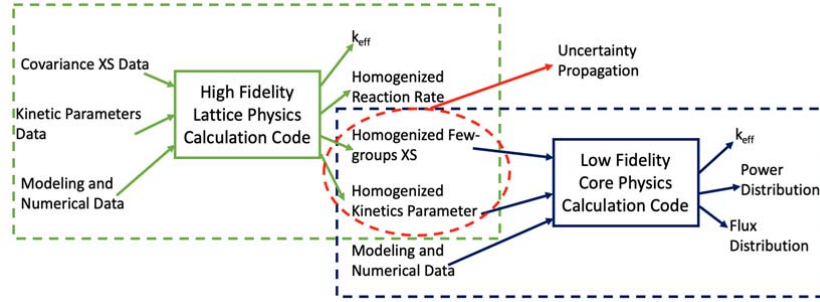 Covariance XS Data
Kinetic Parameters
Data
Modeling and
Numerical Data
High Fidelity
Lattice Physics
Calculation Code
keff
Homogenized
Reaction Rate
Homogenized Few-
groups XS
Homogenized
Kinetics Parameter
Modeling and
Numerical Data
Uncertainty
Propagation
Low Fidelity
Core Physics
Calculation Code
keff
Power
Distribution
Flux
Distribution